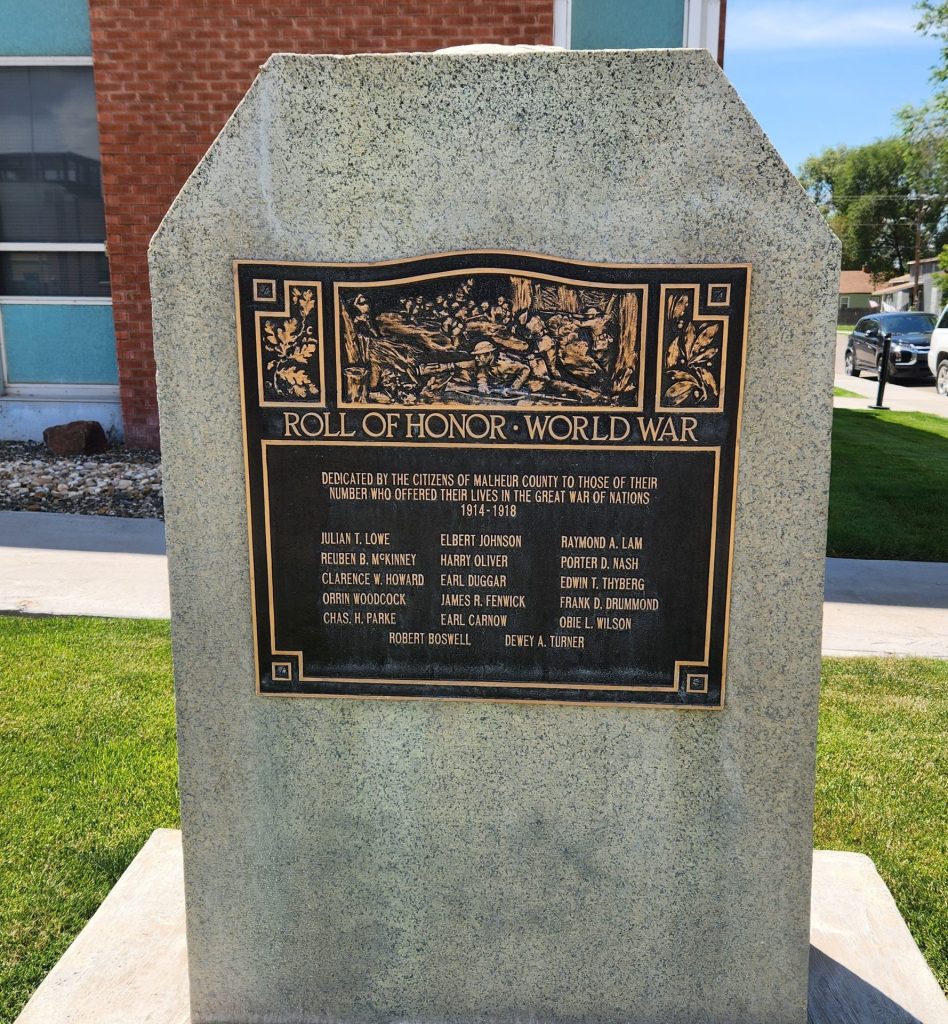 ROLL OF HONOR · WORLD WAR
DEDICATED BY THE CITIZENS OF MALHEUR COUNTY TO THOSE OF THEIR
NUMBER WHO OFFERED THEIR LIVES IN THE GREAT WAR OF NATIONS
1914-1918
JULIAN T. LOWE ELBERT JOHNSON RAYMOND A. LAM
REUBEN B. McKINNEY HARRY OLIVER PORTER D. NASH
CLARENCE W. HOWARD EARL DUGGAR EDWIN T. THYBERG
ORRIN WOODCOCK JAMES R. FENWICK FRANK D. DRUMMOND
CHAS. H. PARKE EARL CARNOW OBIE L. WILSON
ROBERT BOSWELL DEWEY A. TURNER